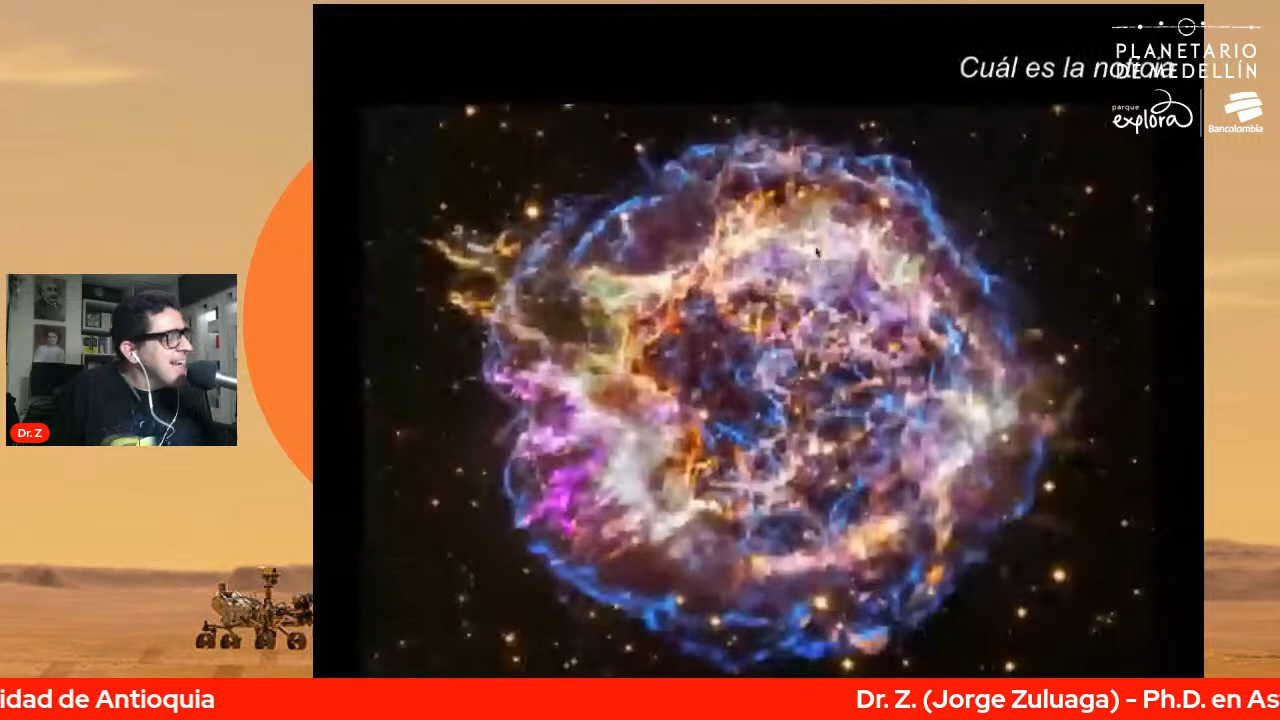 PLANETARIO
DE MEDELLÍN
Cuál es la noticia
parque
explora
Bancolombia
Dr. Z
idad de Antioquia
Dr. Z. (Jorge Zuluaga) - Ph.D. en As